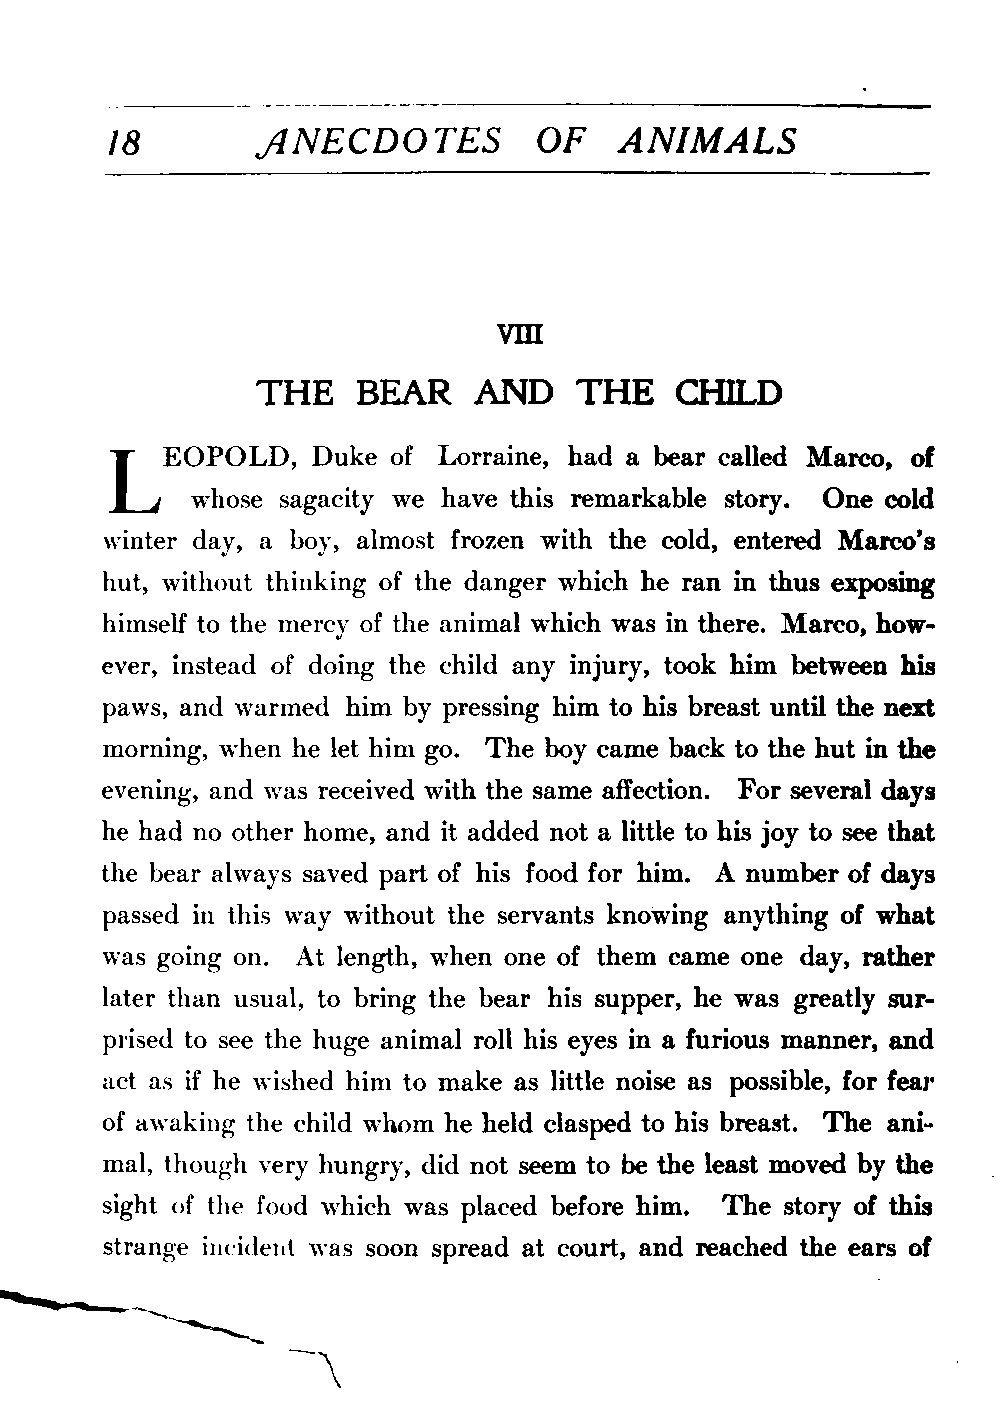 18 ANECDOTES OF ANIMALS
VIII
THE BEAR AND THE CHILD
LEOPOLD, Duke of Lorraine, had a bear called Marco, of
whose sagacity we have this remarkable story. One cold
winter day, a boy, almost frozen with the cold, entered Marco's
hut, without thinking of the danger which he ran in thus exposing
himself to the mercy of the animal which was in there. Marco, how-
ever, instead of doing the child any injury, took him between his
paws, and warmed him by pressing him to his breast until the next
morning, when he let him go. The boy came back to the hut in the
evening, and was received with the same affection. For several days
he had no other home, and it added not a little to his joy to see that
the bear always saved part of his food for him. A number of days
passed in this way without the servants knowing anything of what
was going on. At length, when one of them came one day, rather
later than usual, to bring the bear his supper, he was greatly sur-
prised to see the huge animal roll his eyes in a furious manner, and
act as if he wished him to make as little noise as possible, for fear
of awaking the child whom he held clasped to his breast. The ani-
mal, though very hungry, did not seem to be the least moved by the
sight of the food which was placed before him. The story of this
strange incident was soon spread at court, and reached the ears of